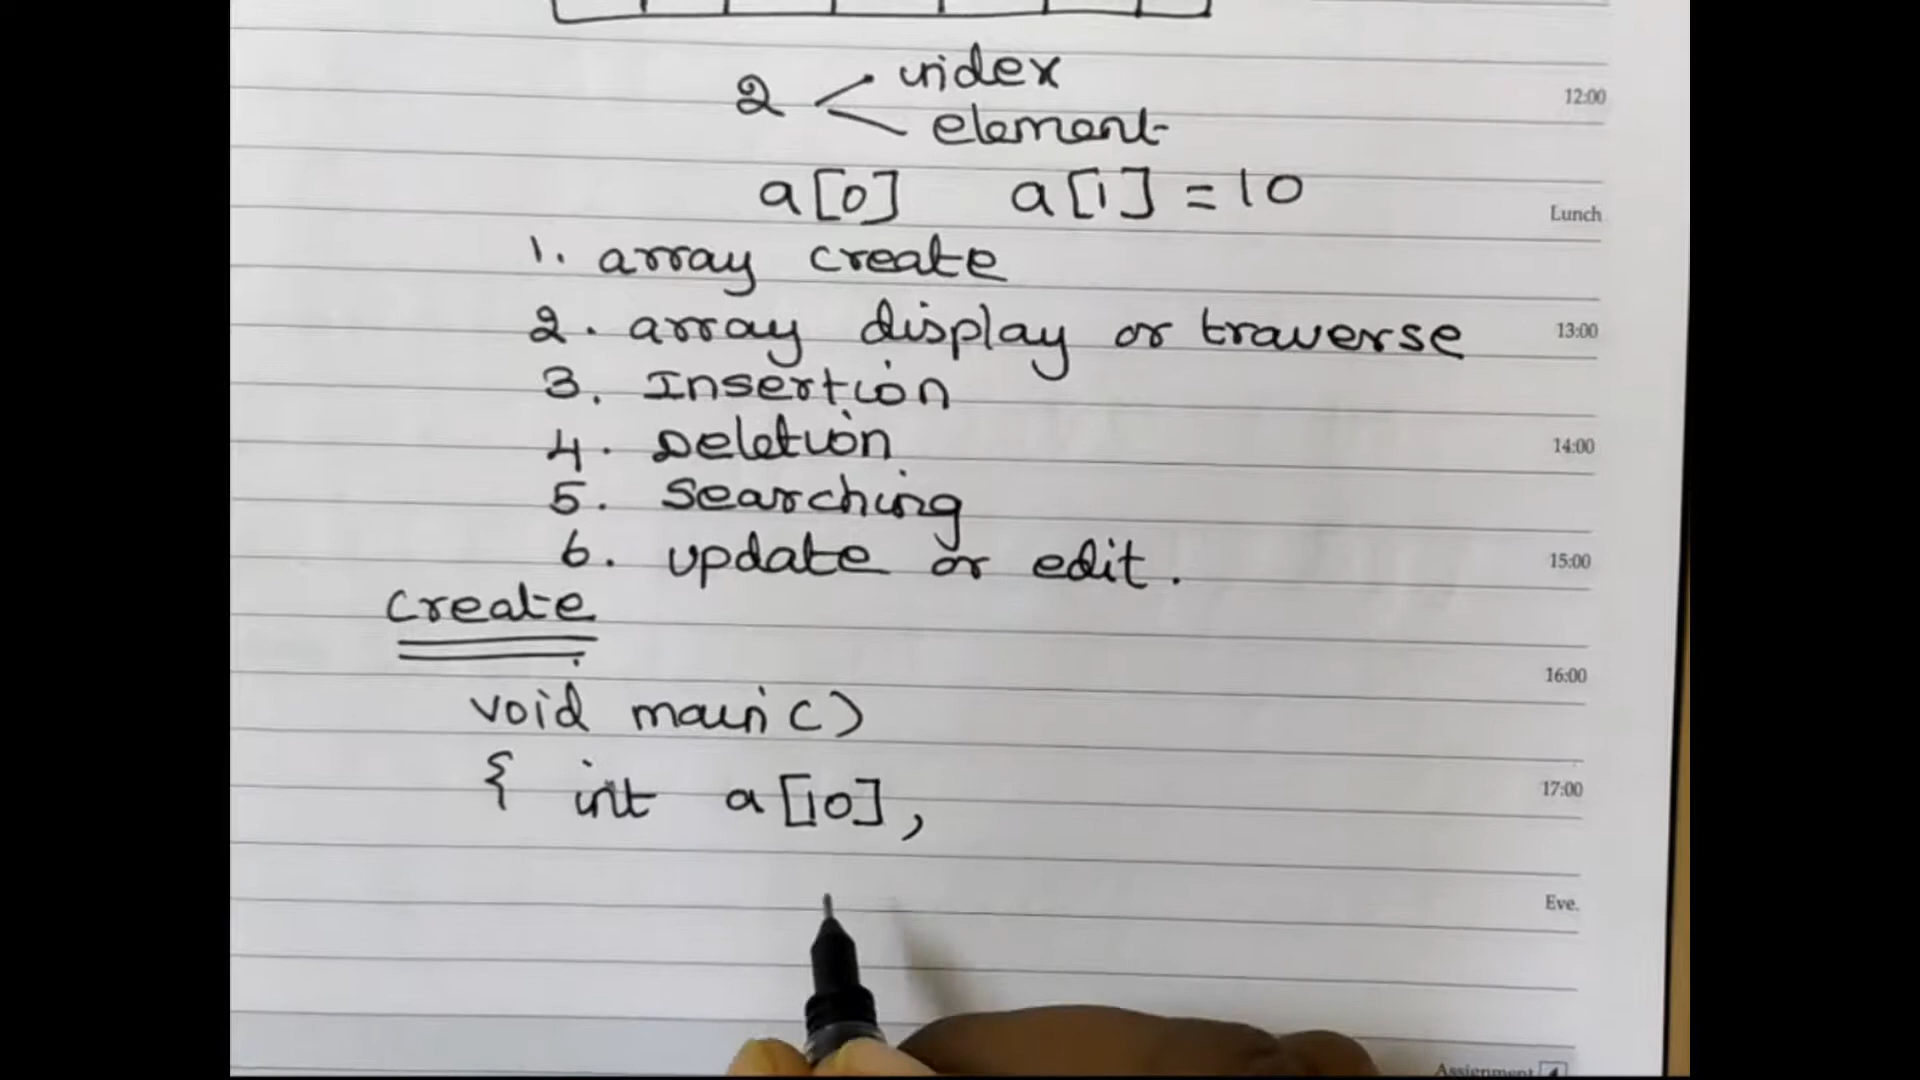 2 < index
element
12:00
a[0] a[1] = 10
Lunch
1. array create
2. array display or traverse
13:00
3. Insertion
4. Deletion
14:00
5. Searching
6. update or edit.
15:00
create
16:00
void main()
{ int a[10],
17:00
Eve.
Assignment